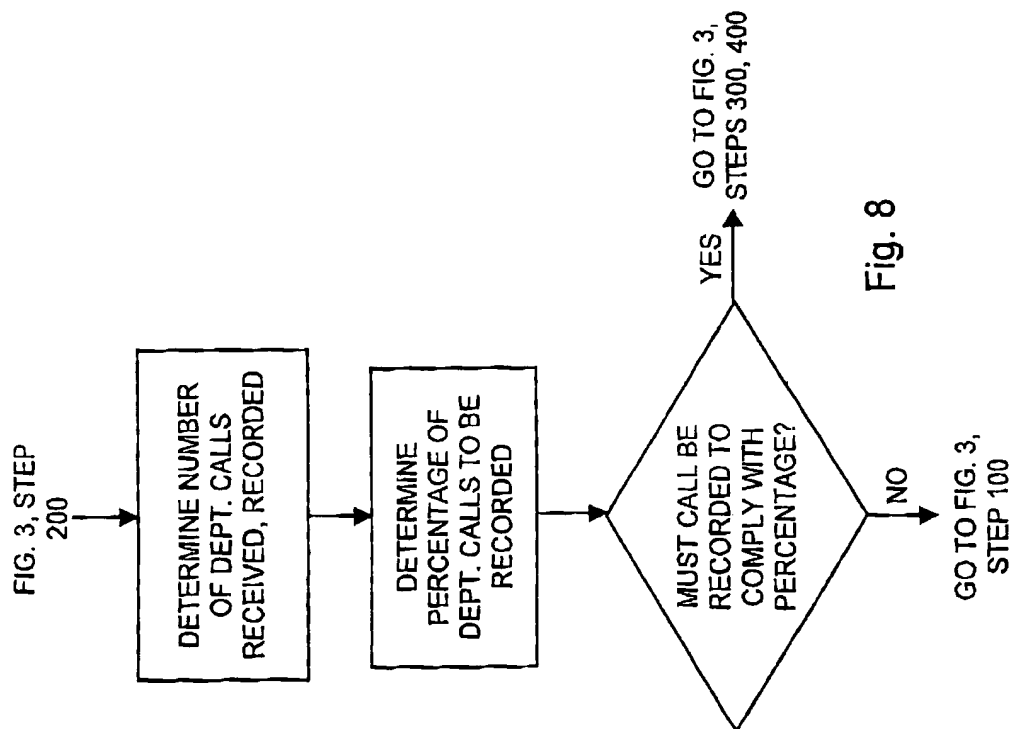 FIG. 3, STEP
200
DETERMINE NUMBER
OF DEPT. CALLS
RECEIVED, RECORDED
DETERMINE
PERCENTAGE OF
DEPT. CALLS TO BE
RECORDED
MUST CALL BE
RECORDED TO
COMPLY WITH
PERCENTAGE?
YES
GO TO FIG. 3,
STEPS 300, 400
NO
GO TO FIG. 3,
STEP 100
Fig. 8